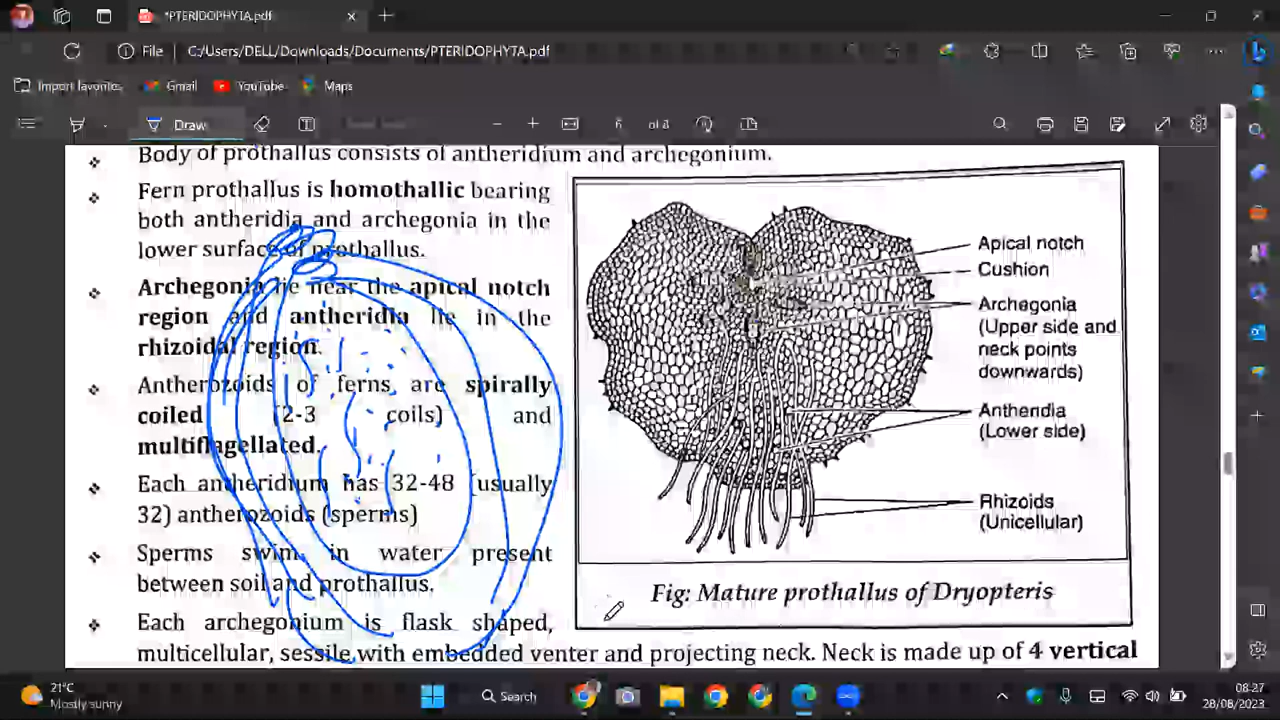 *PTERIDOPHYTA.pdf
File C:/Users/DELL/Downloads/Documents/PTERIDOPHYTA.pdf
Import favorites Gmail YouTube Maps
Draw 6 of 8
Body of prothallus consists of antheridium and archegonium.
Fern prothallus is homothallic bearing
both antheridia and archegonia in the
lower surface of prothallus.
Archegonia lie near the apical notch
region and antheridia lie in the
rhizoidal region.
Antherozoids of ferns are spirally
coiled (2-3 coils) and
multiflagellated.
Each antheridium has 32-48 (usually
32) antherozoids (sperms)
Sperms swim in water present
between soil and prothallus.
Each archegonium is flask shaped,
multicellular, sessile with embedded venter and projecting neck. Neck is made up of 4 vertical
Apical notch
Cushion
Archegonia
(Upper side and
neck points
downwards)
Antheridia
(Lower side)
Rhizoids
(Unicellular)
Fig: Mature prothallus of Dryopteris
21°C
Mostly sunny
Search
08:27
28/08/2023